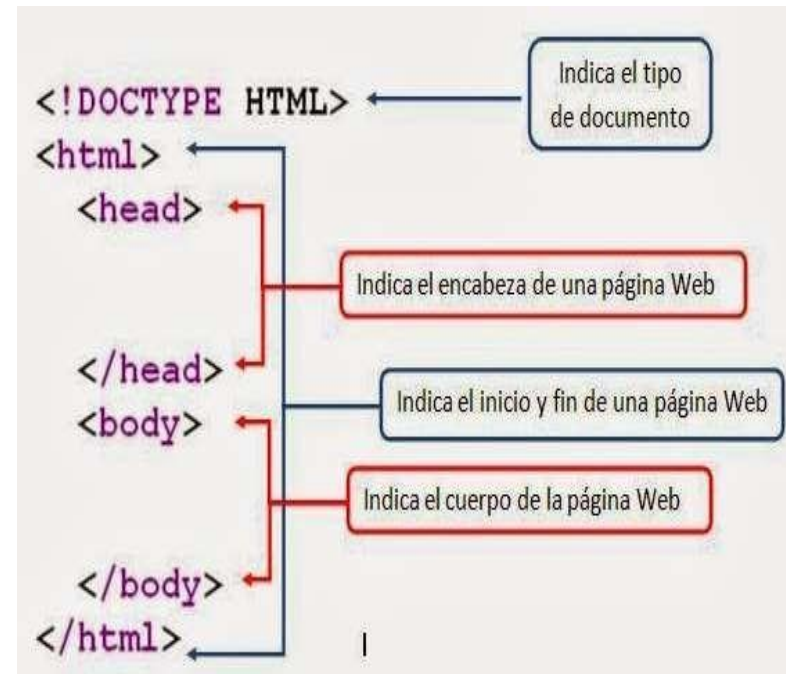 Indica el tipo
de documento
<!DOCTYPE HTML>
<html>
<head>
Indica el encabeza de una página Web
</head>
Indica el inicio y fin de una página Web
<body>
Indica el cuerpo de la página Web
</body>
</html>